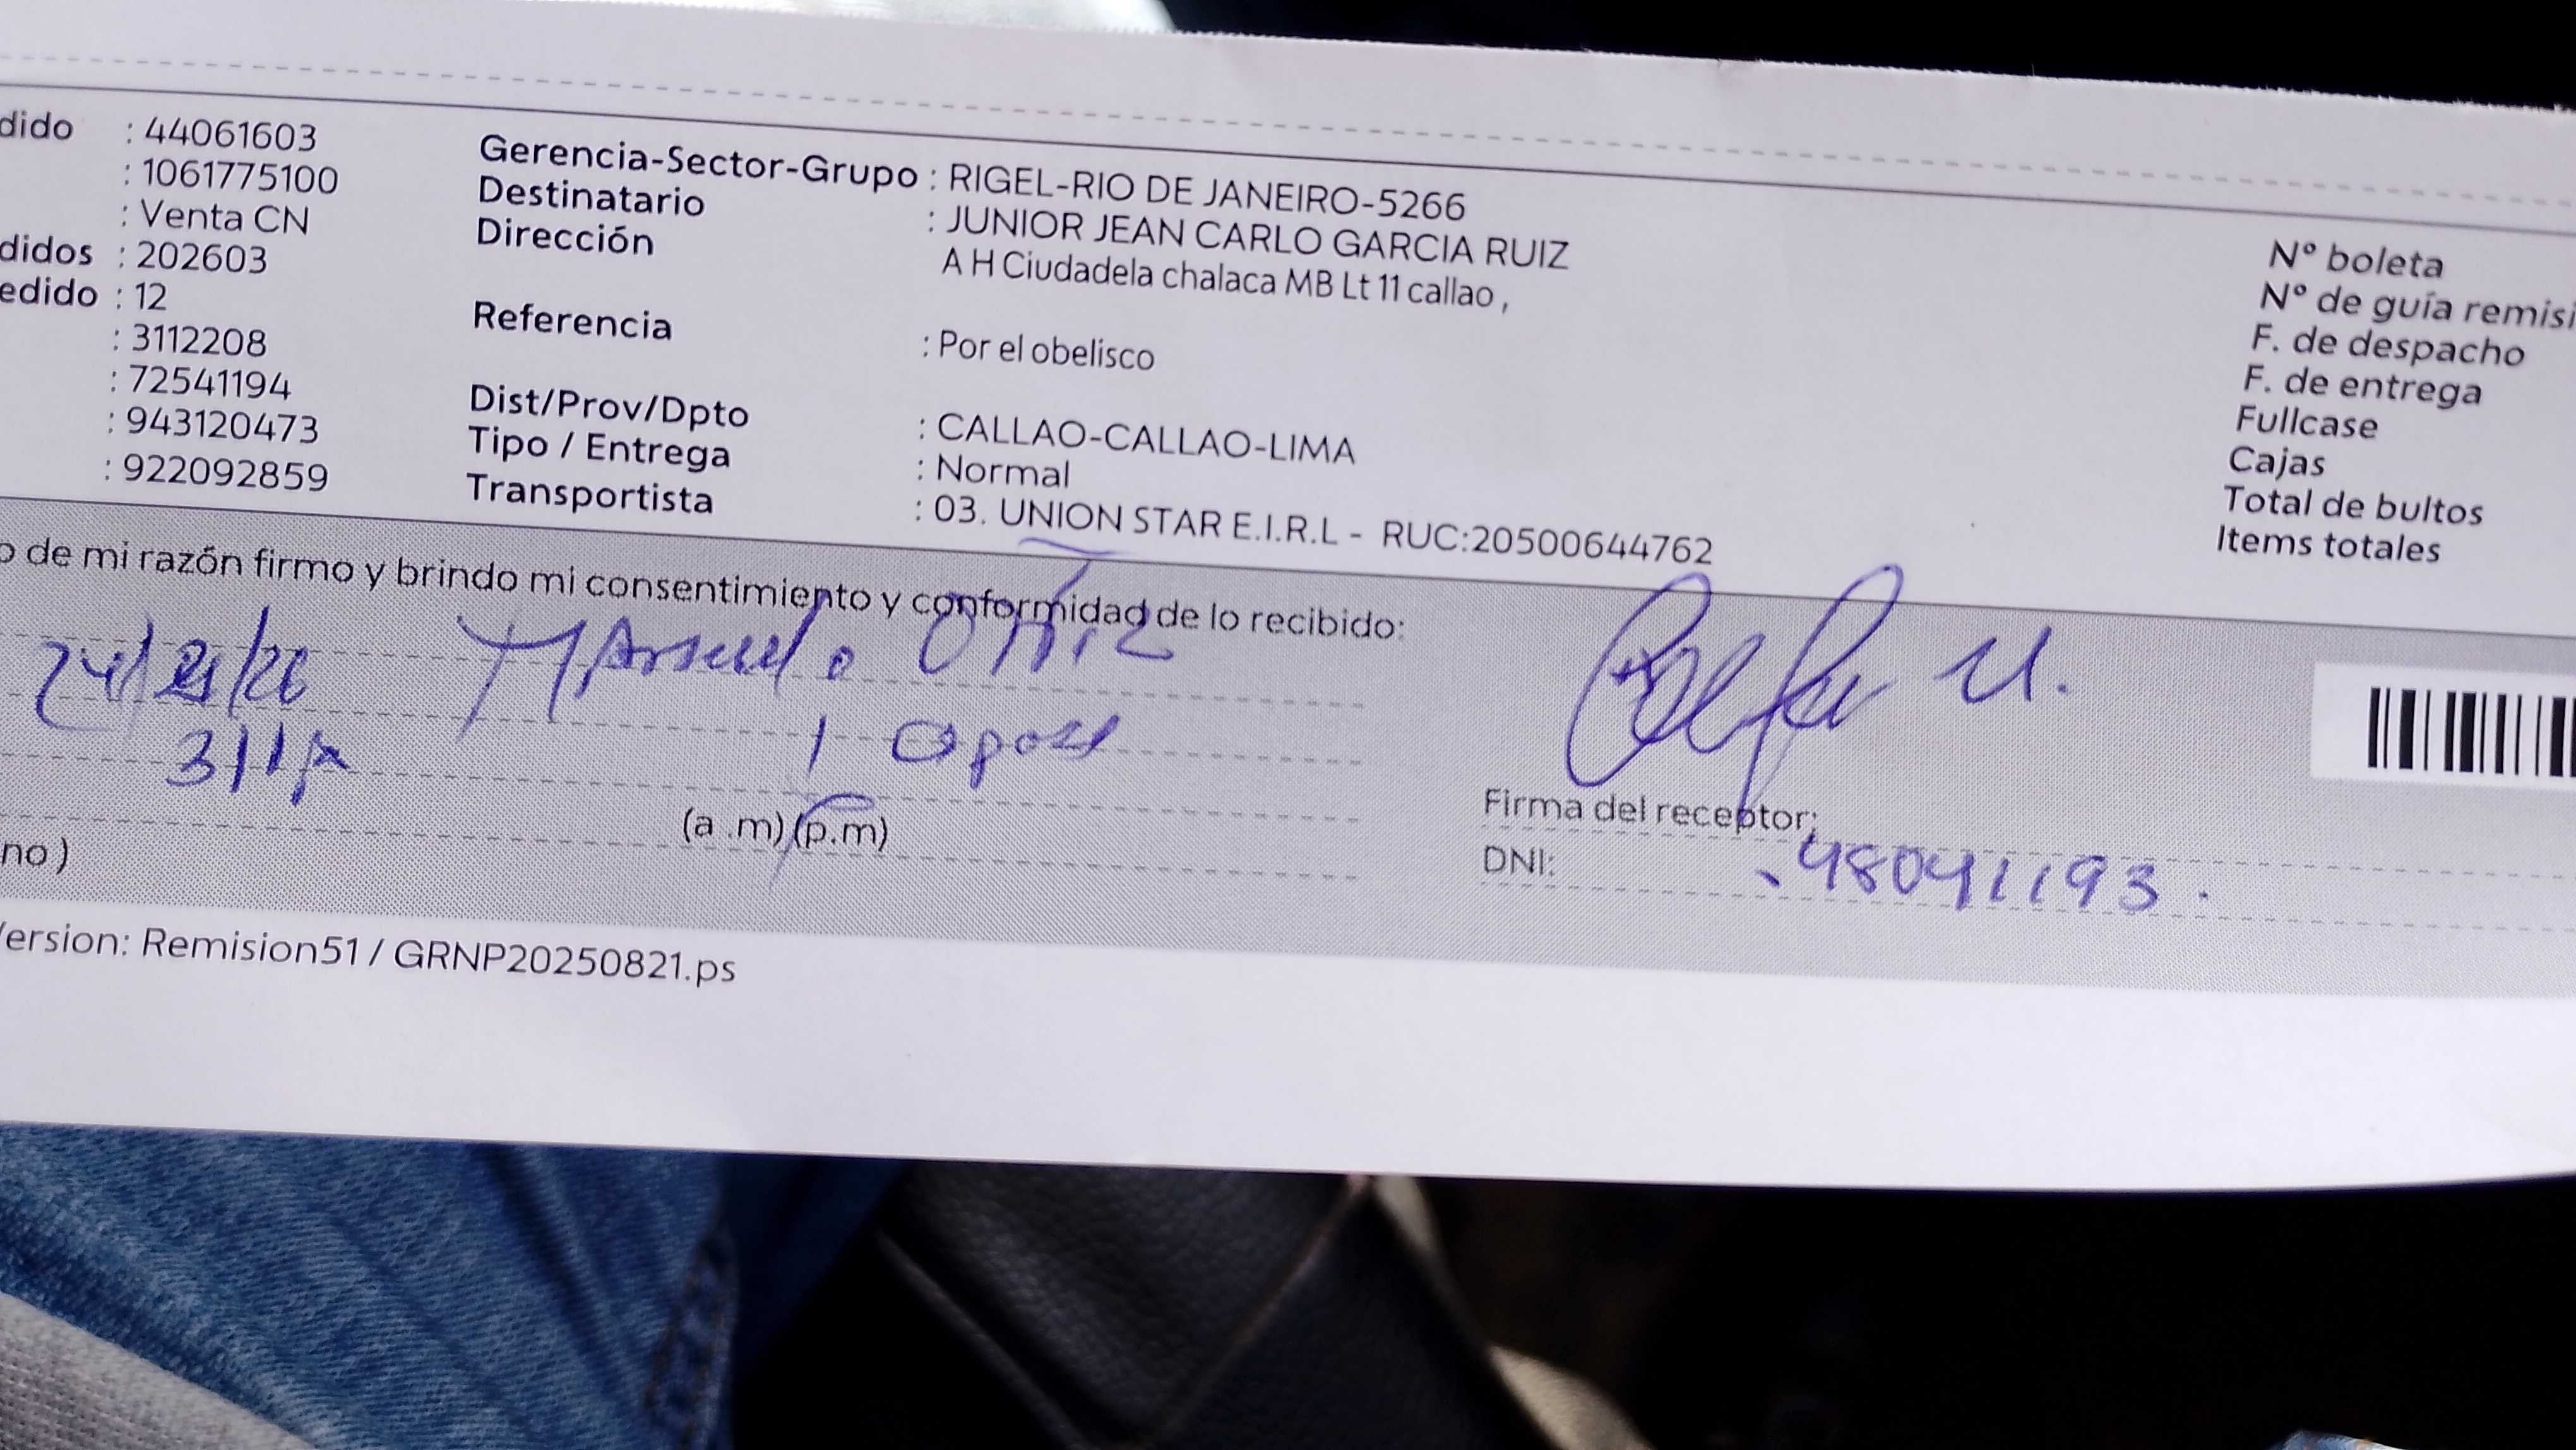 dido : 44061603
: 1061775100
: Venta CN
didos : 202603
edido : 12
: 3112208
: 72541194
: 943120473
: 922092859
Gerencia-Sector-Grupo : RIGEL-RIO DE JANEIRO-5266
Destinatario : JUNIOR JEAN CARLO GARCIA RUIZ
Dirección A H Ciudadela chalaca MB Lt 11 callao ,
Referencia : Por el obelisco
Dist/Prov/Dpto : CALLAO-CALLAO-LIMA
Tipo / Entrega : Normal
Transportista : 03. UNION STAR E.I.R.L - RUC:20500644762
Nº boleta
Nº de guía remisi
F. de despacho
F. de entrega
Fullcase
Cajas
Total de bultos
Items totales
o de mi razón firmo y brindo mi consentimiento y conformidad de lo recibido:
Ortiz
(a .m) (p.m)
no )
Firma del receptor:
DNI: 48041193.
Version: Remision51 / GRNP20250821.ps